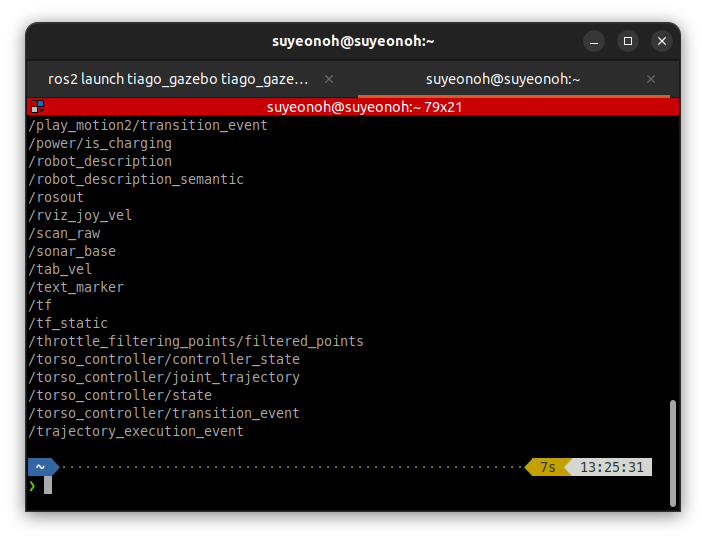 suyeonoh@suyeonoh:~
ros2 launch tiago_gazebo tiago_gaze...
suyeonoh@suyeonoh:~
suyeonoh@suyeonoh:~ 79x21
/play_motion2/transition_event
/power/is_charging
/robot_description
/robot_description_semantic
/rosout
/rviz_joy_vel
/scan_raw
/sonar_base
/tab_vel
/text_marker
/tf
/tf_static
/throttle_filtering_points/filtered_points
/torso_controller/controller_state
/torso_controller/joint_trajectory
/torso_controller/state
/torso_controller/transition_event
/trajectory_execution_event
~ 7s 13:25:31
❯